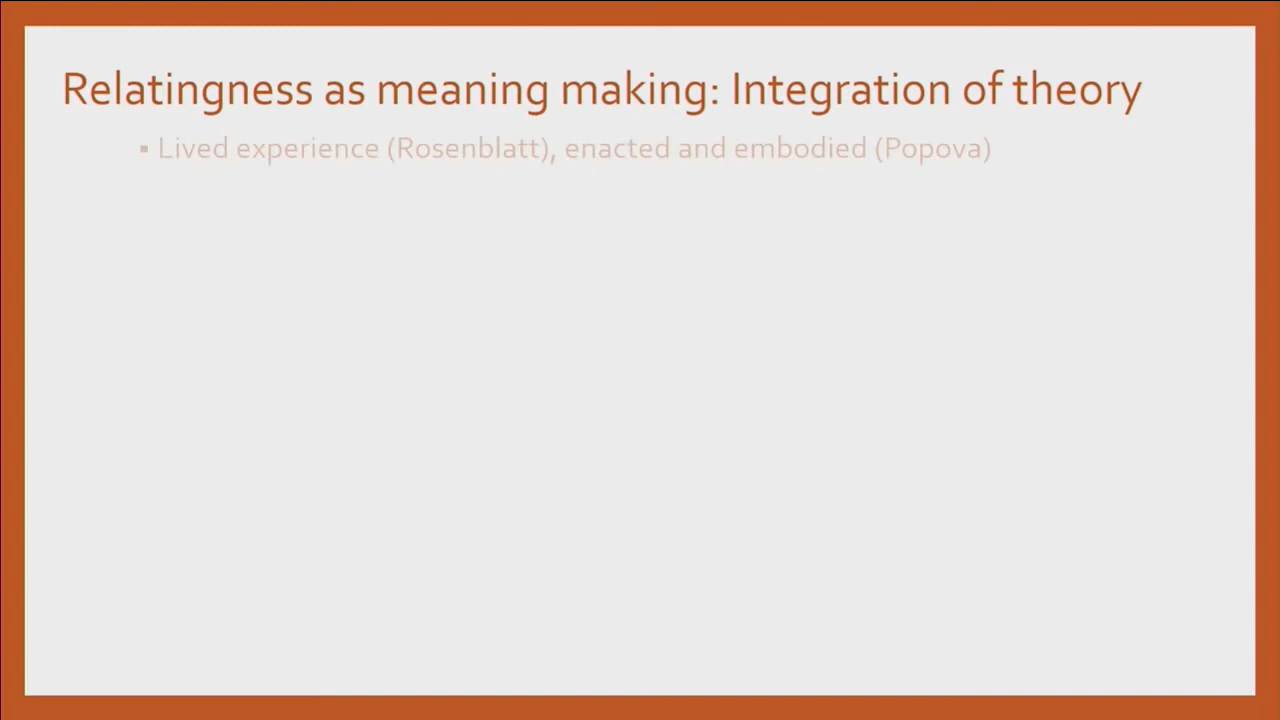 Relatingness as meaning making: Integration of theory
▪ Lived experience (Rosenblatt), enacted and embodied (Popova)